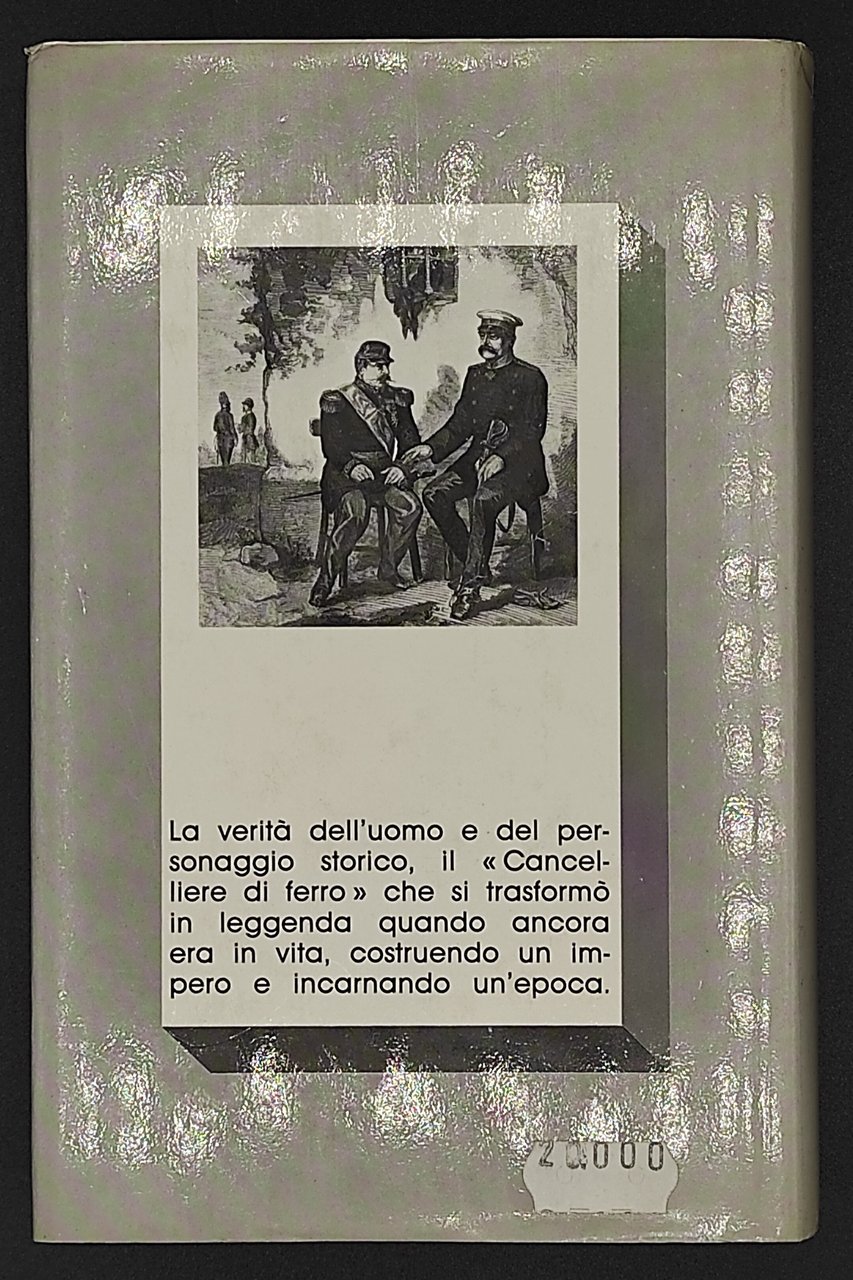 La verità dell'uomo e del per-
sonaggio storico, il «Cancel-
liere di ferro» che si trasformò
in leggenda quando ancora
era in vita, costruendo un im-
pero e incarnando un'epoca.
20000